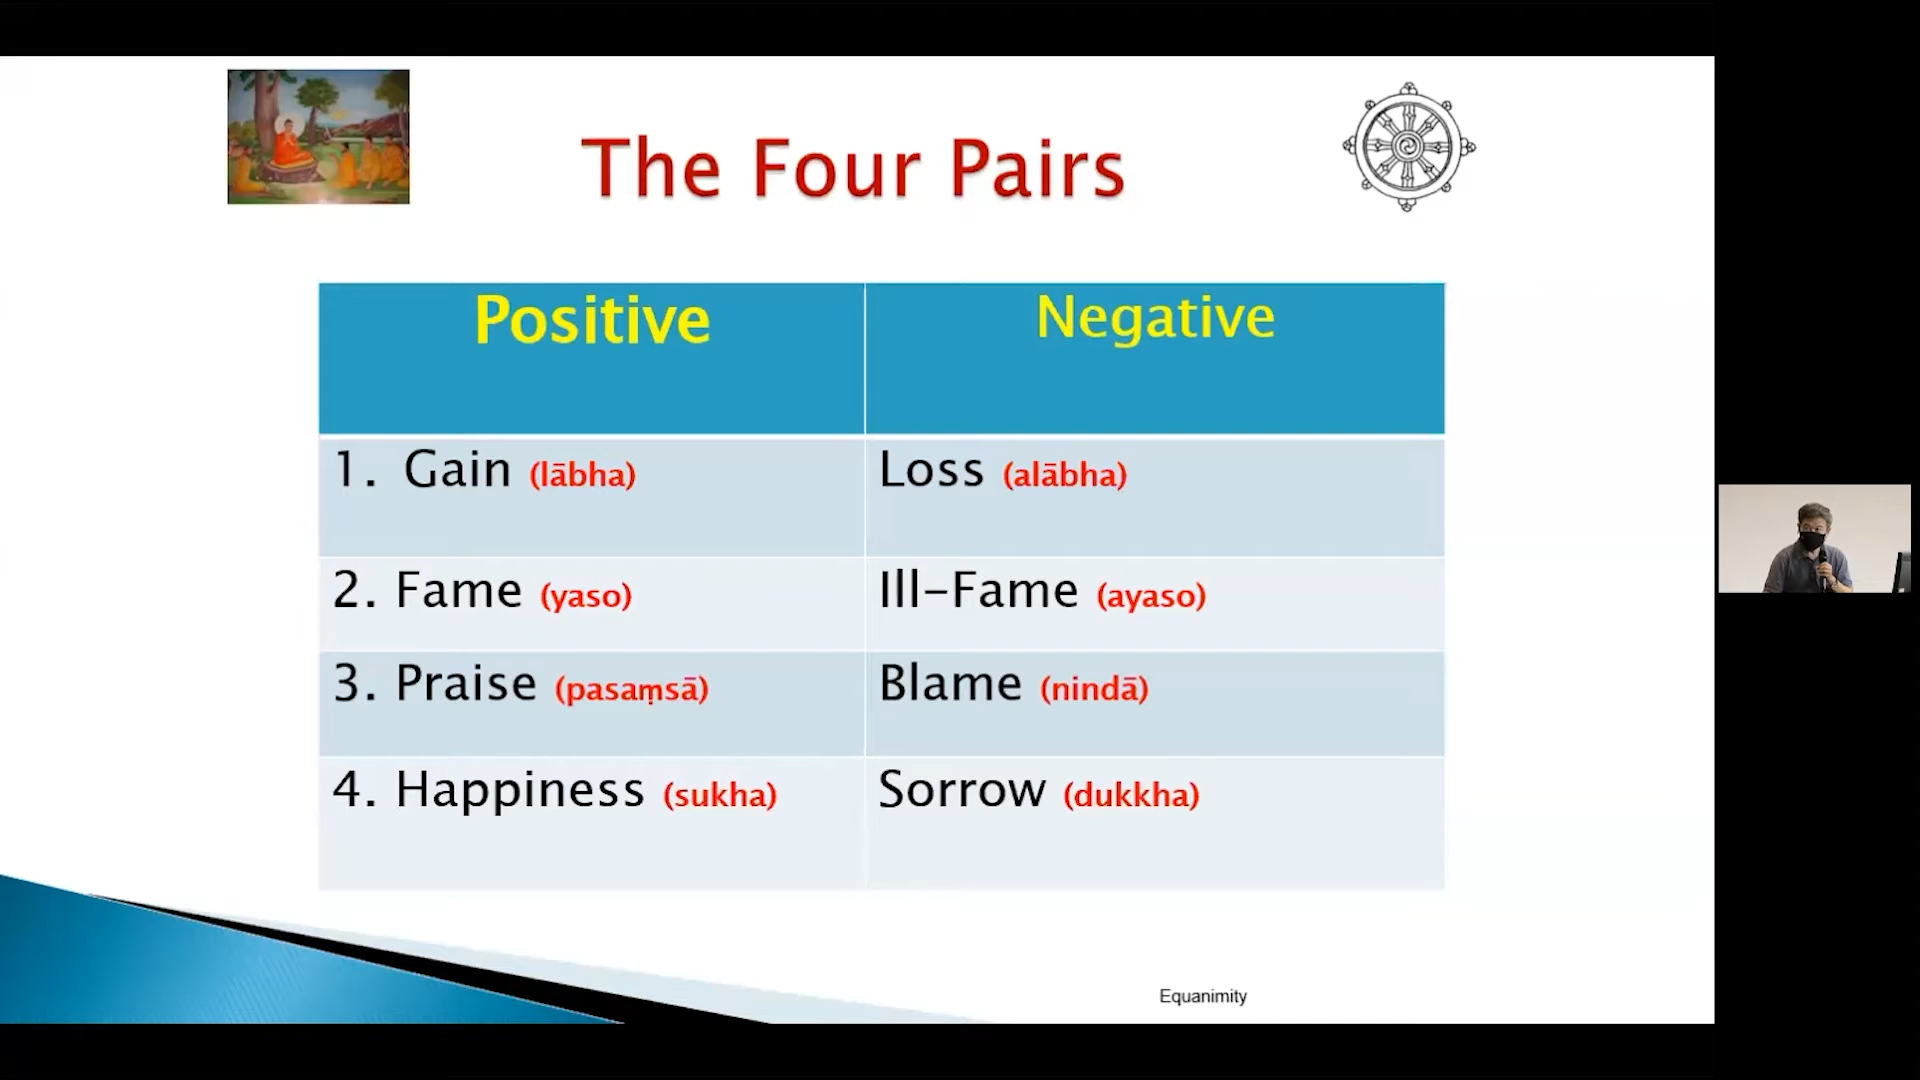 The Four Pairs
Positive Negative
1. Gain (lābha) Loss (alābha)
2. Fame (yaso) Ill-Fame (ayaso)
3. Praise (pasaṃsā) Blame (nindā)
4. Happiness (sukha) Sorrow (dukkha)
Equanimity